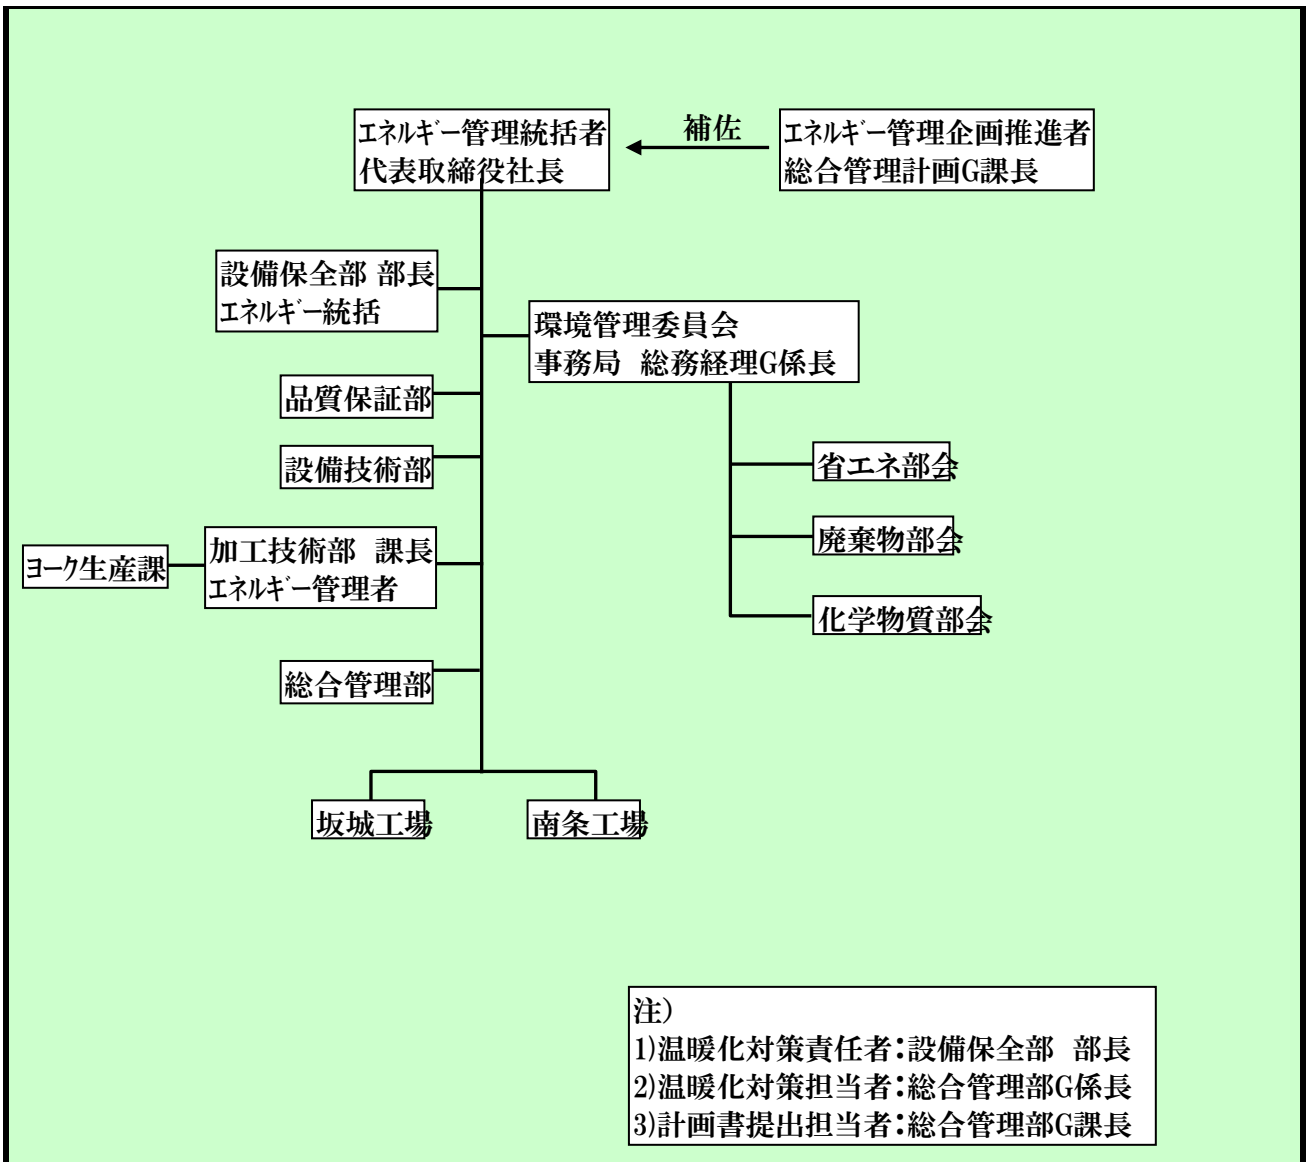 エネルギー管理統括者
代表取締役社長
補佐
エネルギー管理企画推進者
総合管理計画G課長
設備保全部 部長
エネルギー統括
環境管理委員会
事務局 総務経理G係長
品質保証部
設備技術部
省エネ部会
廃棄物部会
化学物質部会
ヨーク生産課
加工技術部 課長
エネルギー管理者
総合管理部
坂城工場
南条工場
注)
1)温暖化対策責任者:設備保全部 部長
2)温暖化対策担当者:総合管理部G係長
3)計画書提出担当者:総合管理部G課長